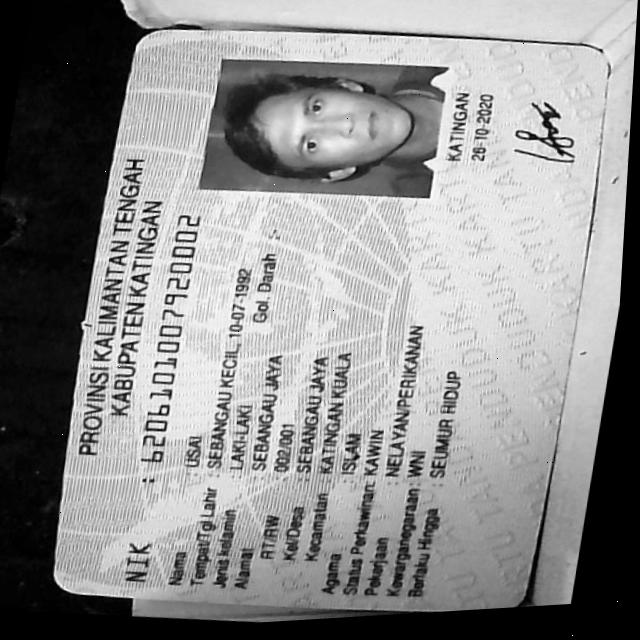 PROVINSI KALIMANTAN TENGAH
KABUPATEN KATINGAN
NIK : 6206101007920002
Nama : USAI
Tempat/Tgl Lahir : SEBANGAU KECIL, 10-07-1992
Jenis kelamin : LAKI-LAKI Gol. Darah : -
Alamat : SEBANGAU JAYA
RT/RW : 002/001
Kel/Desa : SEBANGAU JAYA
Kecamatan : KATINGAN KUALA
Agama : ISLAM
Status Perkawinan: KAWIN
Pekerjaan : NELAYAN/PERIKANAN
Kewarganegaraan : WNI
Berlaku Hingga : SEUMUR HIDUP
KATINGAN
28-10-2020